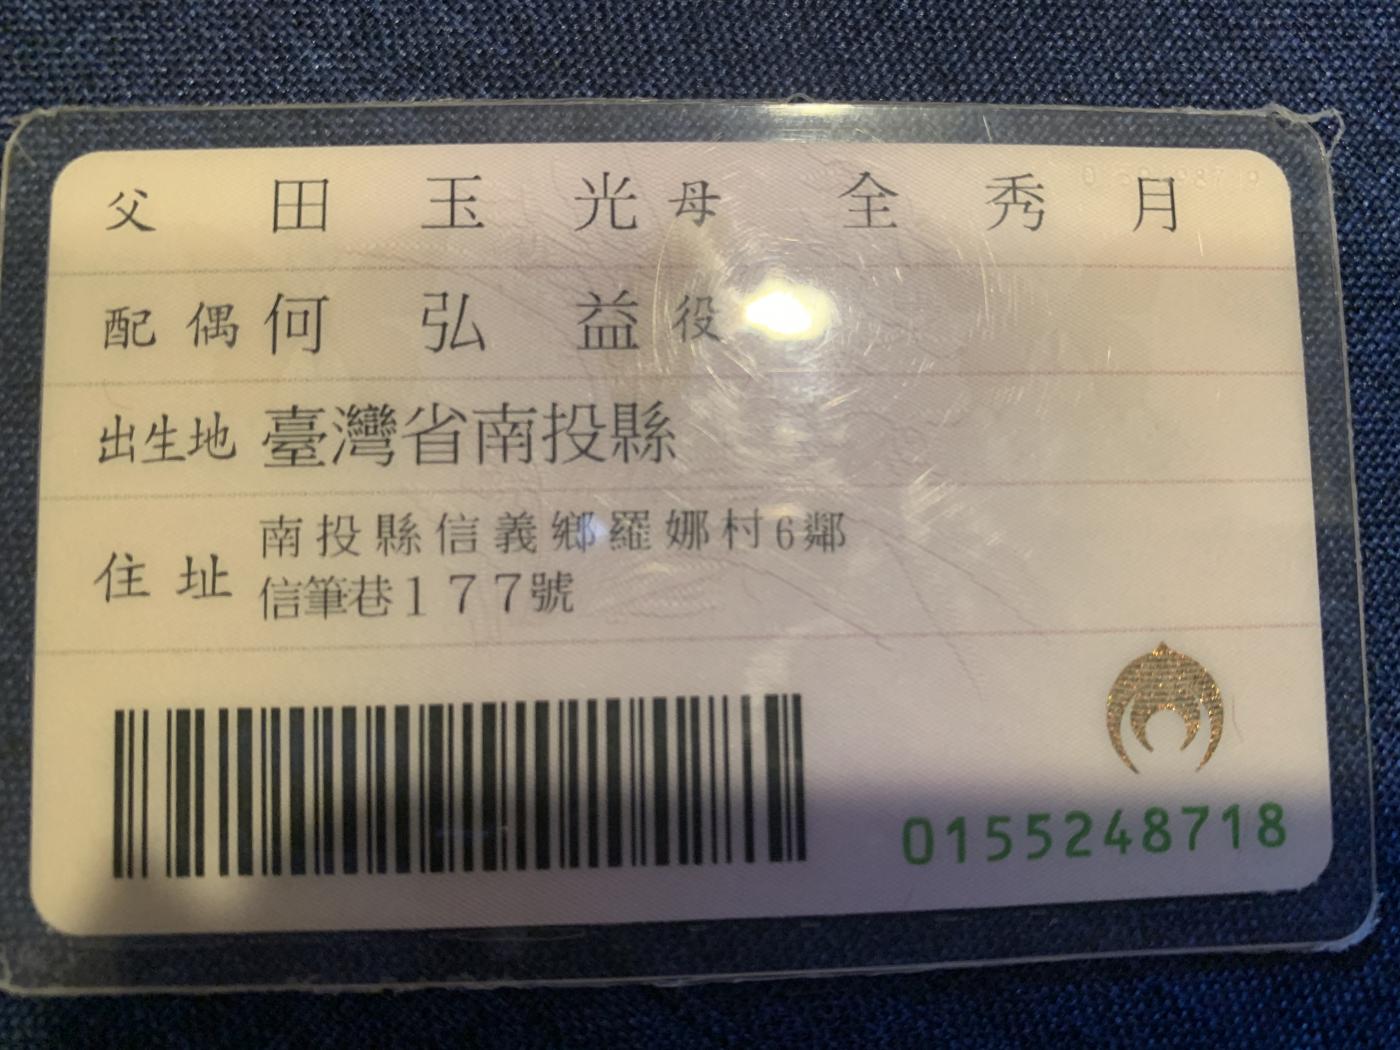 父 田玉光 母 全秀月
配偶 何弘益 役
出生地 臺灣省南投縣
住址 南投縣信義鄉羅娜村6鄰
信筆巷177號
0155248718